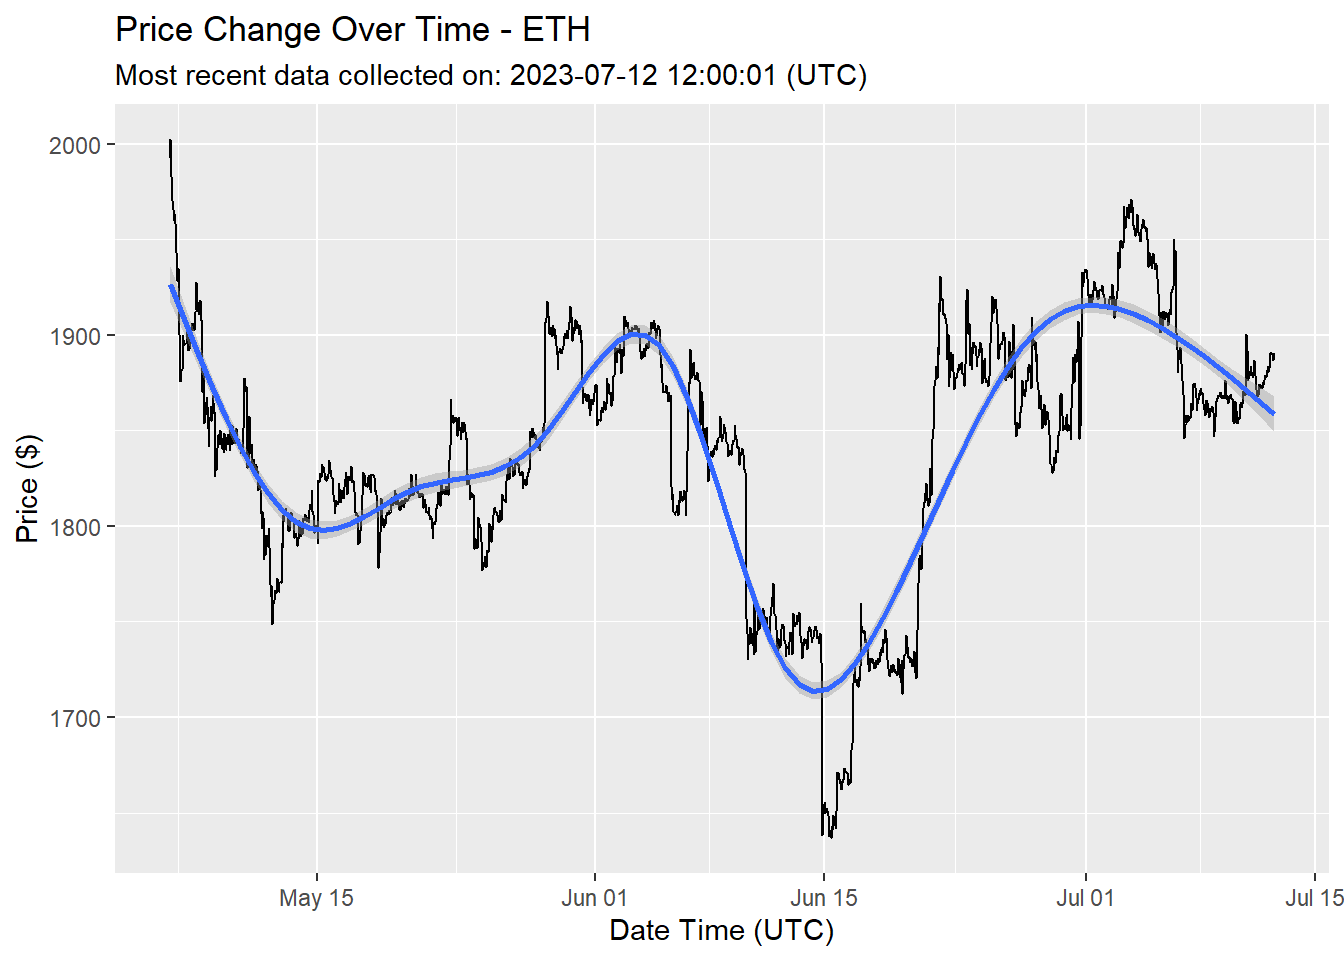 Price Change Over Time - ETH
Most recent data collected on: 2023-07-12 12:00:01 (UTC)
2000
1900
1800
1700
Price ($)
May 15
Jun 01
Jun 15
Jul 01
Jul 15
Date Time (UTC)